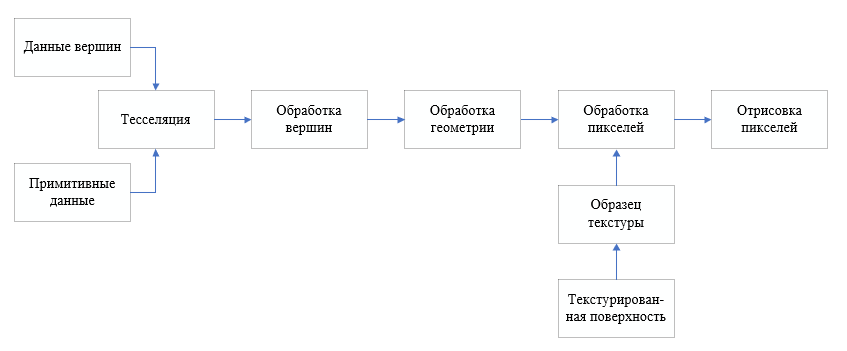 Данные вершин
Тесселяция
Примитивные
данные
Обработка
вершин
Обработка
геометрии
Обработка
пикселей
Отрисовка
пикселей
Образец
текстуры
Текстурирован-
ная поверхность